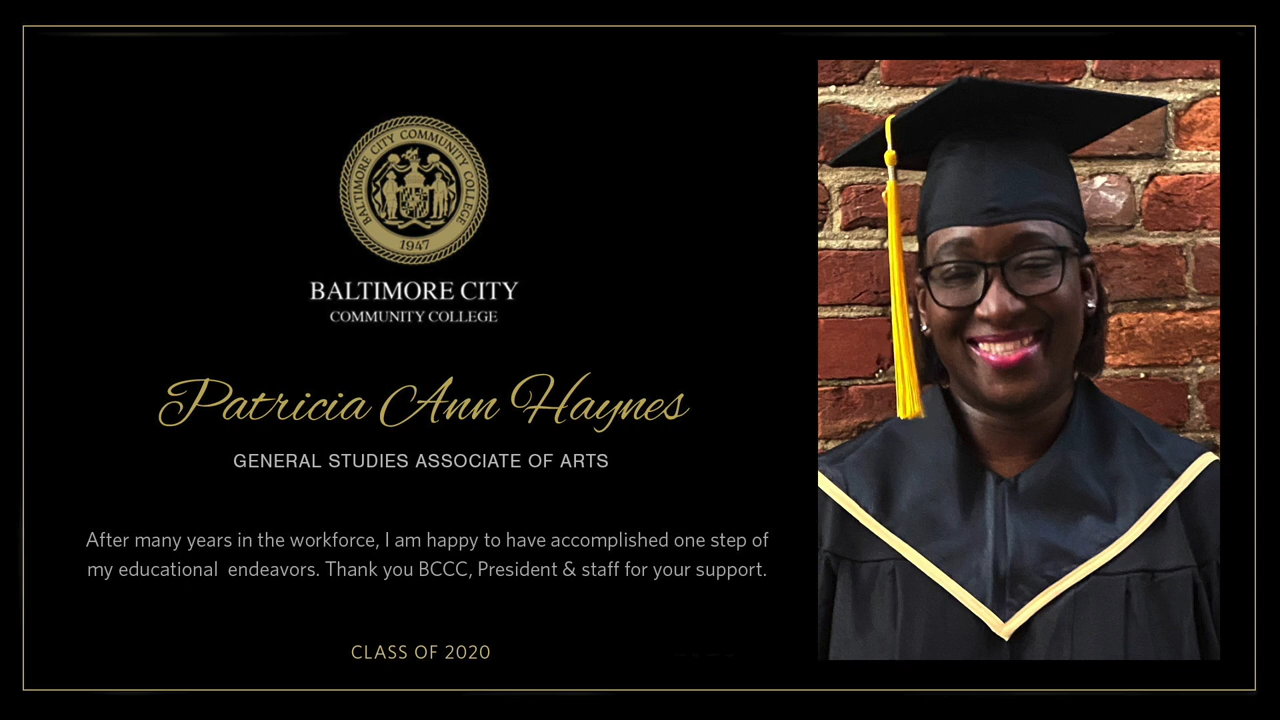 BALTIMORE CITY COMMUNITY COLLEGE
1947
BALTIMORE CITY
COMMUNITY COLLEGE
Patricia Ann Haynes
GENERAL STUDIES ASSOCIATE OF ARTS
After many years in the workforce, I am happy to have accomplished one step of
my educational  endeavors. Thank you BCCC, President & staff for your support.
CLASS OF 2020